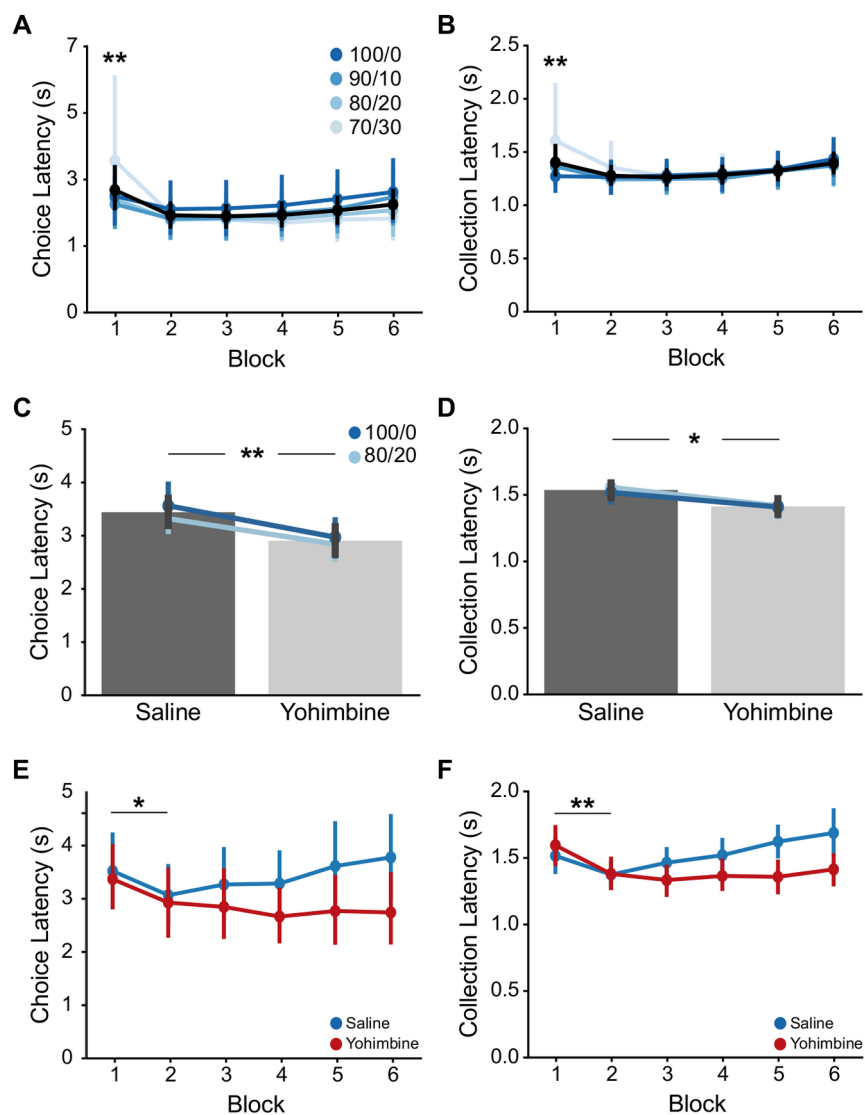 A
Choice Latency (s)
7
5
3
1
0
**
100/0
90/10
80/20
70/30
1 2 3 4 5 6
Block
B
Collection Latency (s)
2.5
2.0
1.5
1.0
0.5
0
**
1 2 3 4 5 6
Block
C
Choice Latency (s)
5
4
3
2
1
0
**
100/0
80/20
Saline Yohimbine
D
Collection Latency (s)
2.0
1.5
1.0
0.5
0.0
*
Saline Yohimbine
E
Choice Latency (s)
5
4
3
2
1
0
*
Saline
Yohimbine
1 2 3 4 5 6
Block
F
Collection Latency (s)
2.0
1.5
1.0
0.5
0.0
**
Saline
Yohimbine
1 2 3 4 5 6
Block